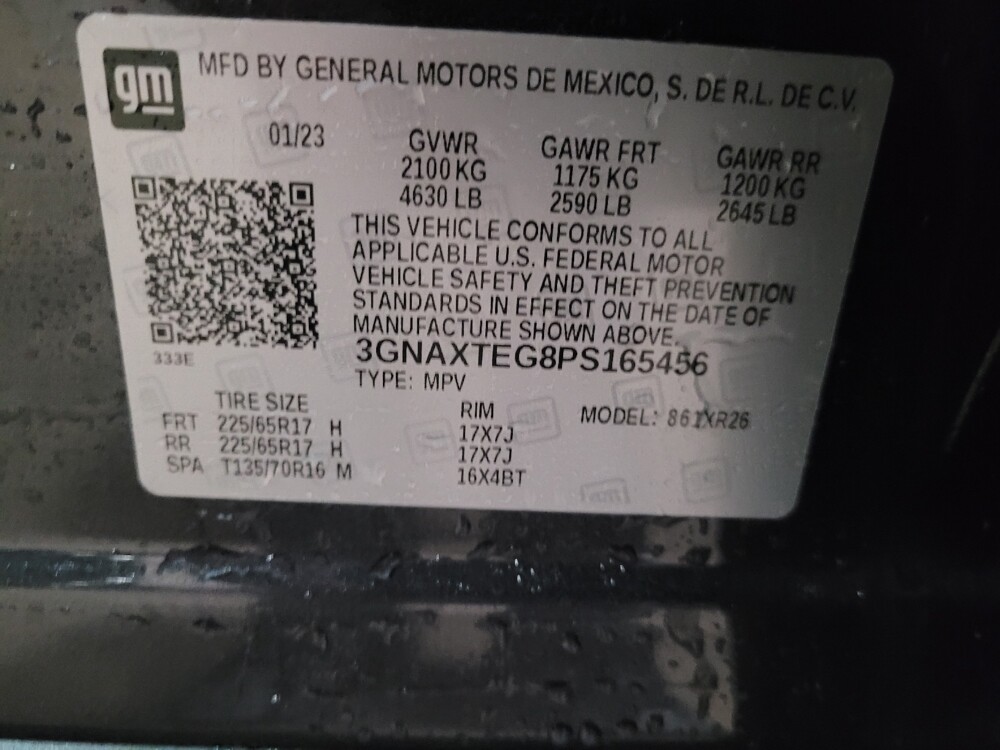 gm
MFD BY GENERAL MOTORS DE MEXICO, S. DE R.L. DE C.V.
01/23
GVWR GAWR FRT GAWR RR
2100 KG 1175 KG 1200 KG
4630 LB 2590 LB 2645 LB
THIS VEHICLE CONFORMS TO ALL
APPLICABLE U.S. FEDERAL MOTOR
VEHICLE SAFETY AND THEFT PREVENTION
STANDARDS IN EFFECT ON THE DATE OF
MANUFACTURE SHOWN ABOVE.
333E
3GNAXTEG8PS165456
TYPE: MPV
TIRE SIZE RIM MODEL: 861XR26
FRT 225/65R17 H 17X7J
RR 225/65R17 H 17X7J
SPA T135/70R16 M 16X4BT